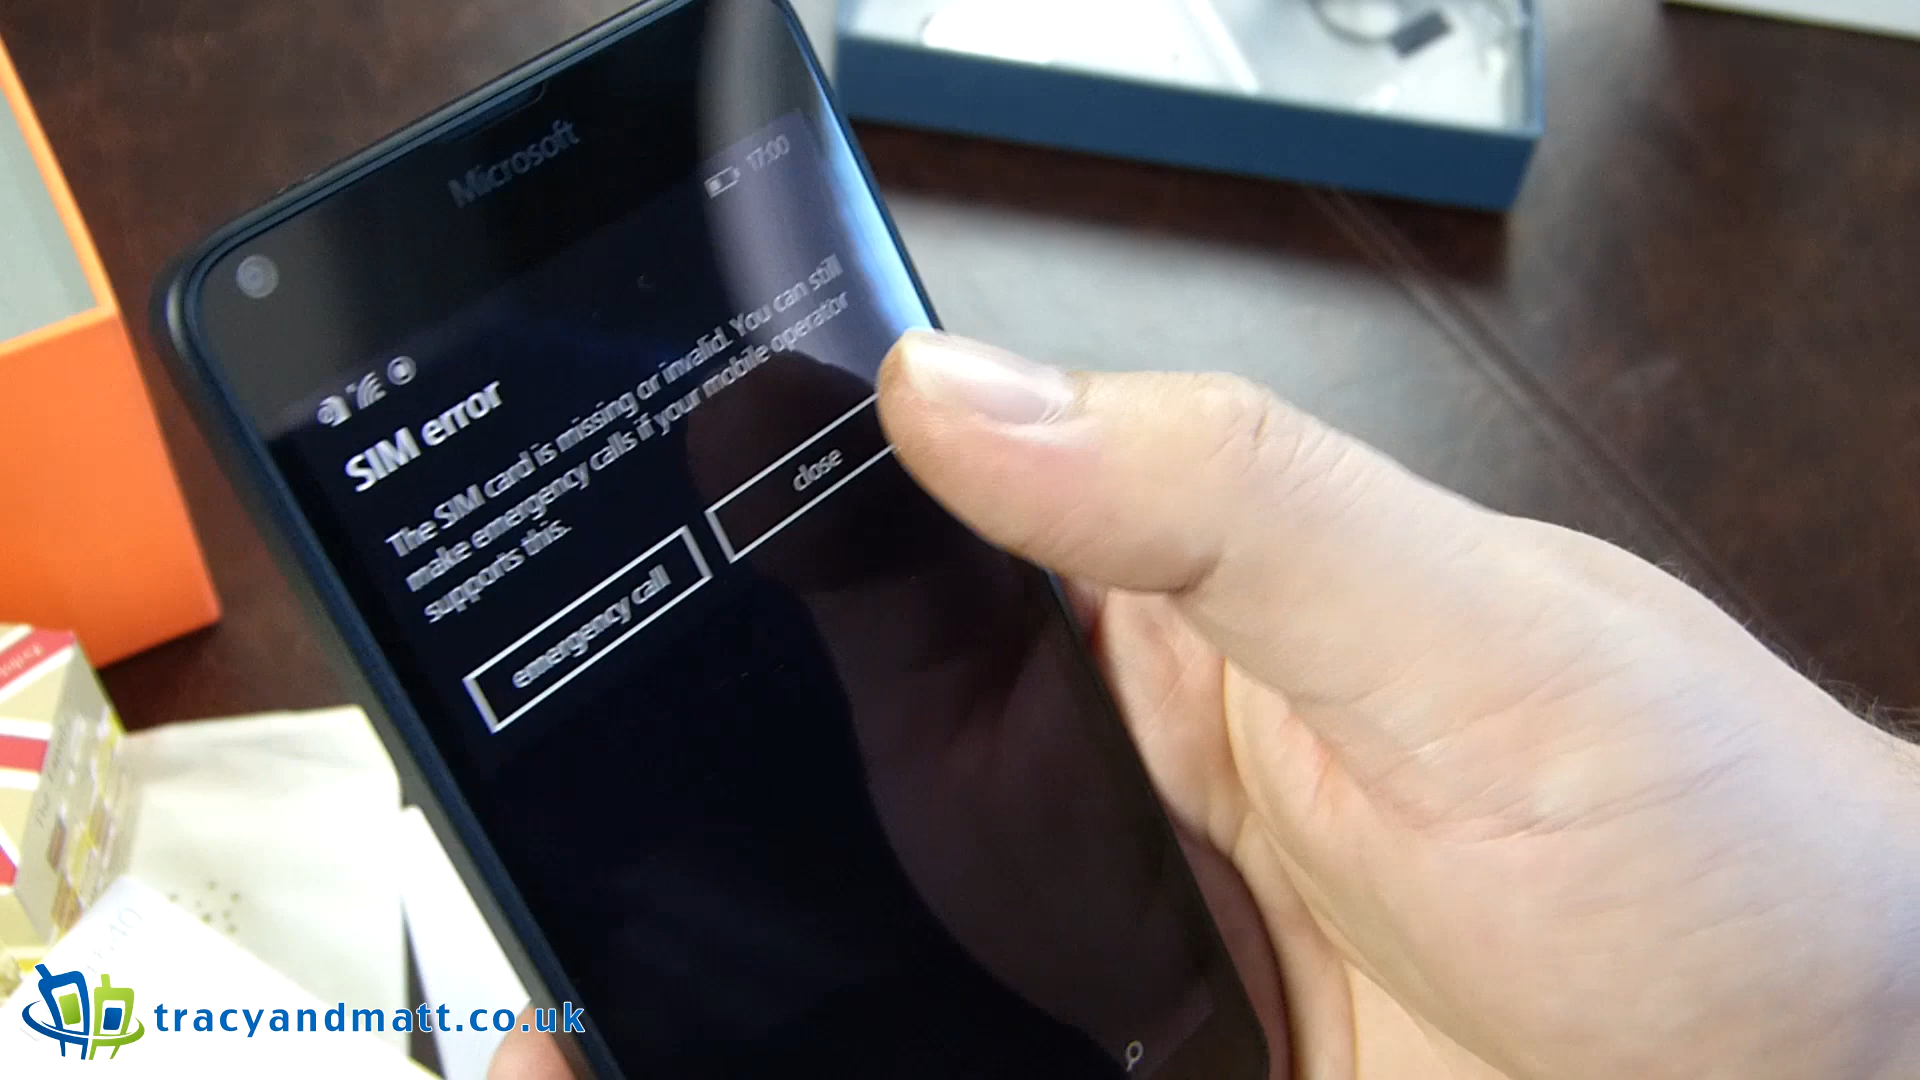 Microsoft
17:00
SIM error
The SIM card is missing or invalid. You can still
make emergency calls if your mobile operator
supports this.
emergency call
close
tracyandmatt.co.uk